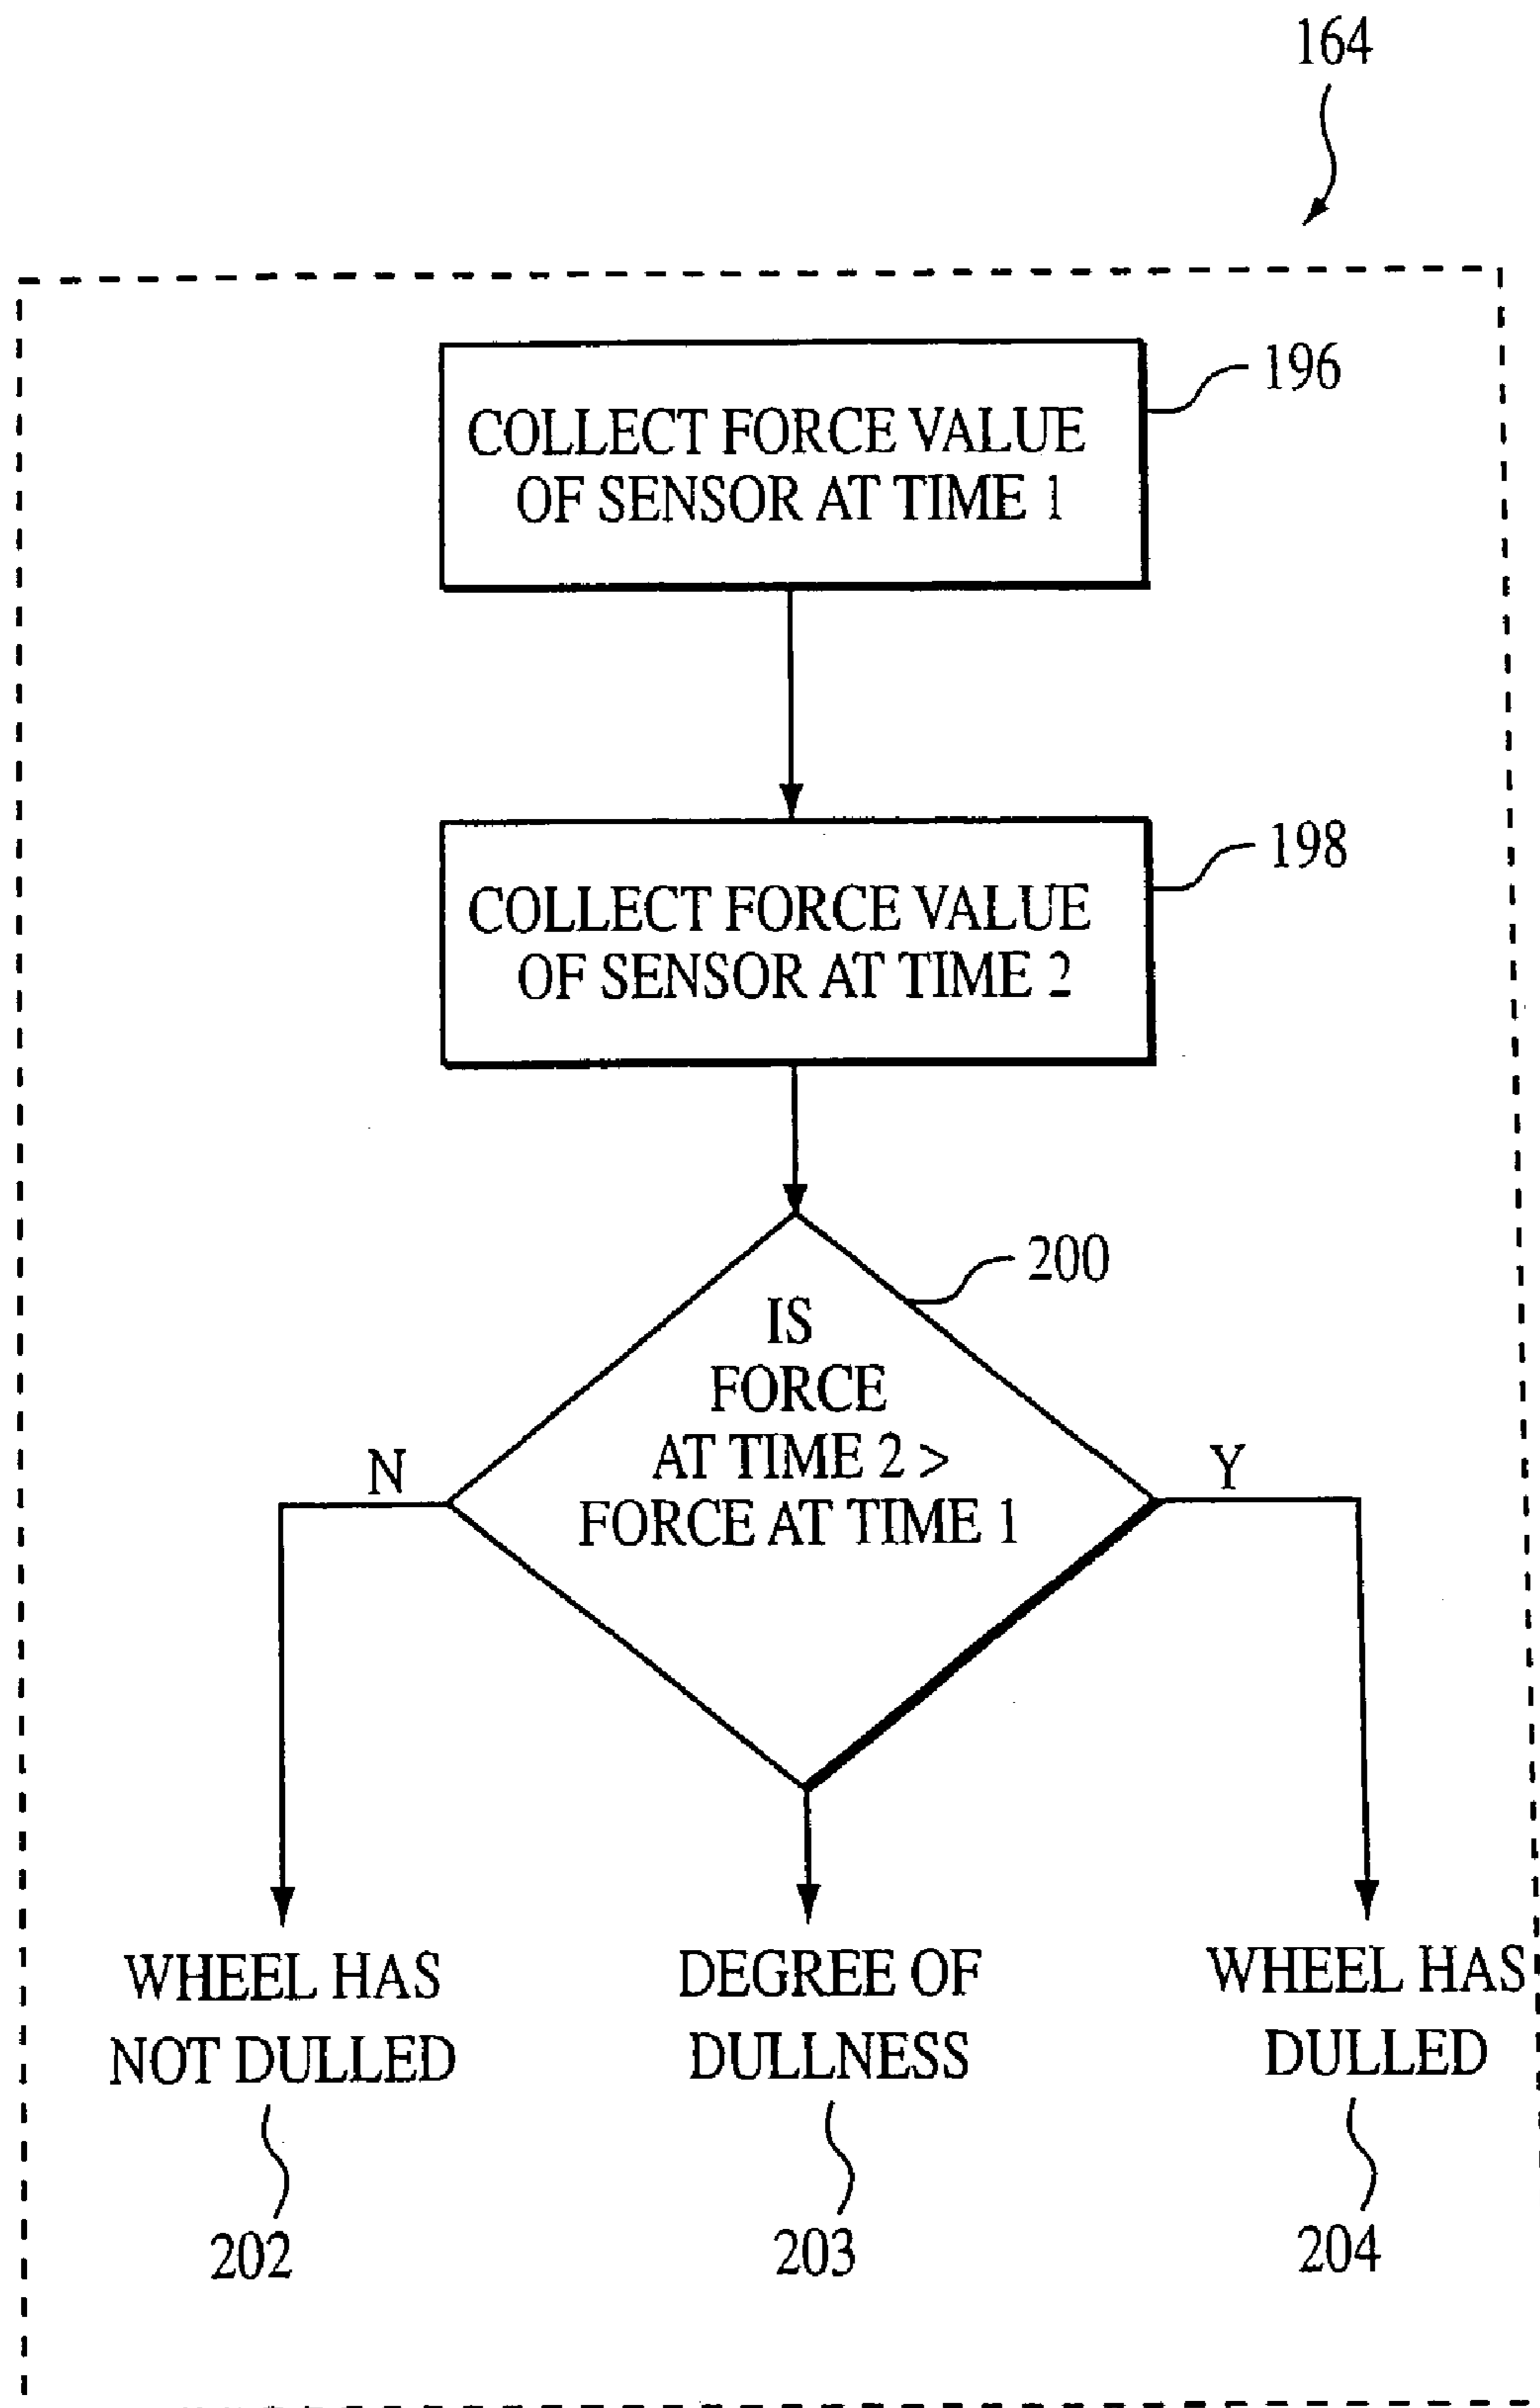 164
COLLECT FORCE VALUE
OF SENSOR AT TIME 1
196
COLLECT FORCE VALUE
OF SENSOR AT TIME 2
198
200
IS
FORCE
AT TIME 2 >
FORCE AT TIME 1
N
Y
WHEEL HAS
NOT DULLED
202
DEGREE OF
DULLNESS
203
WHEEL HAS
DULLED
204